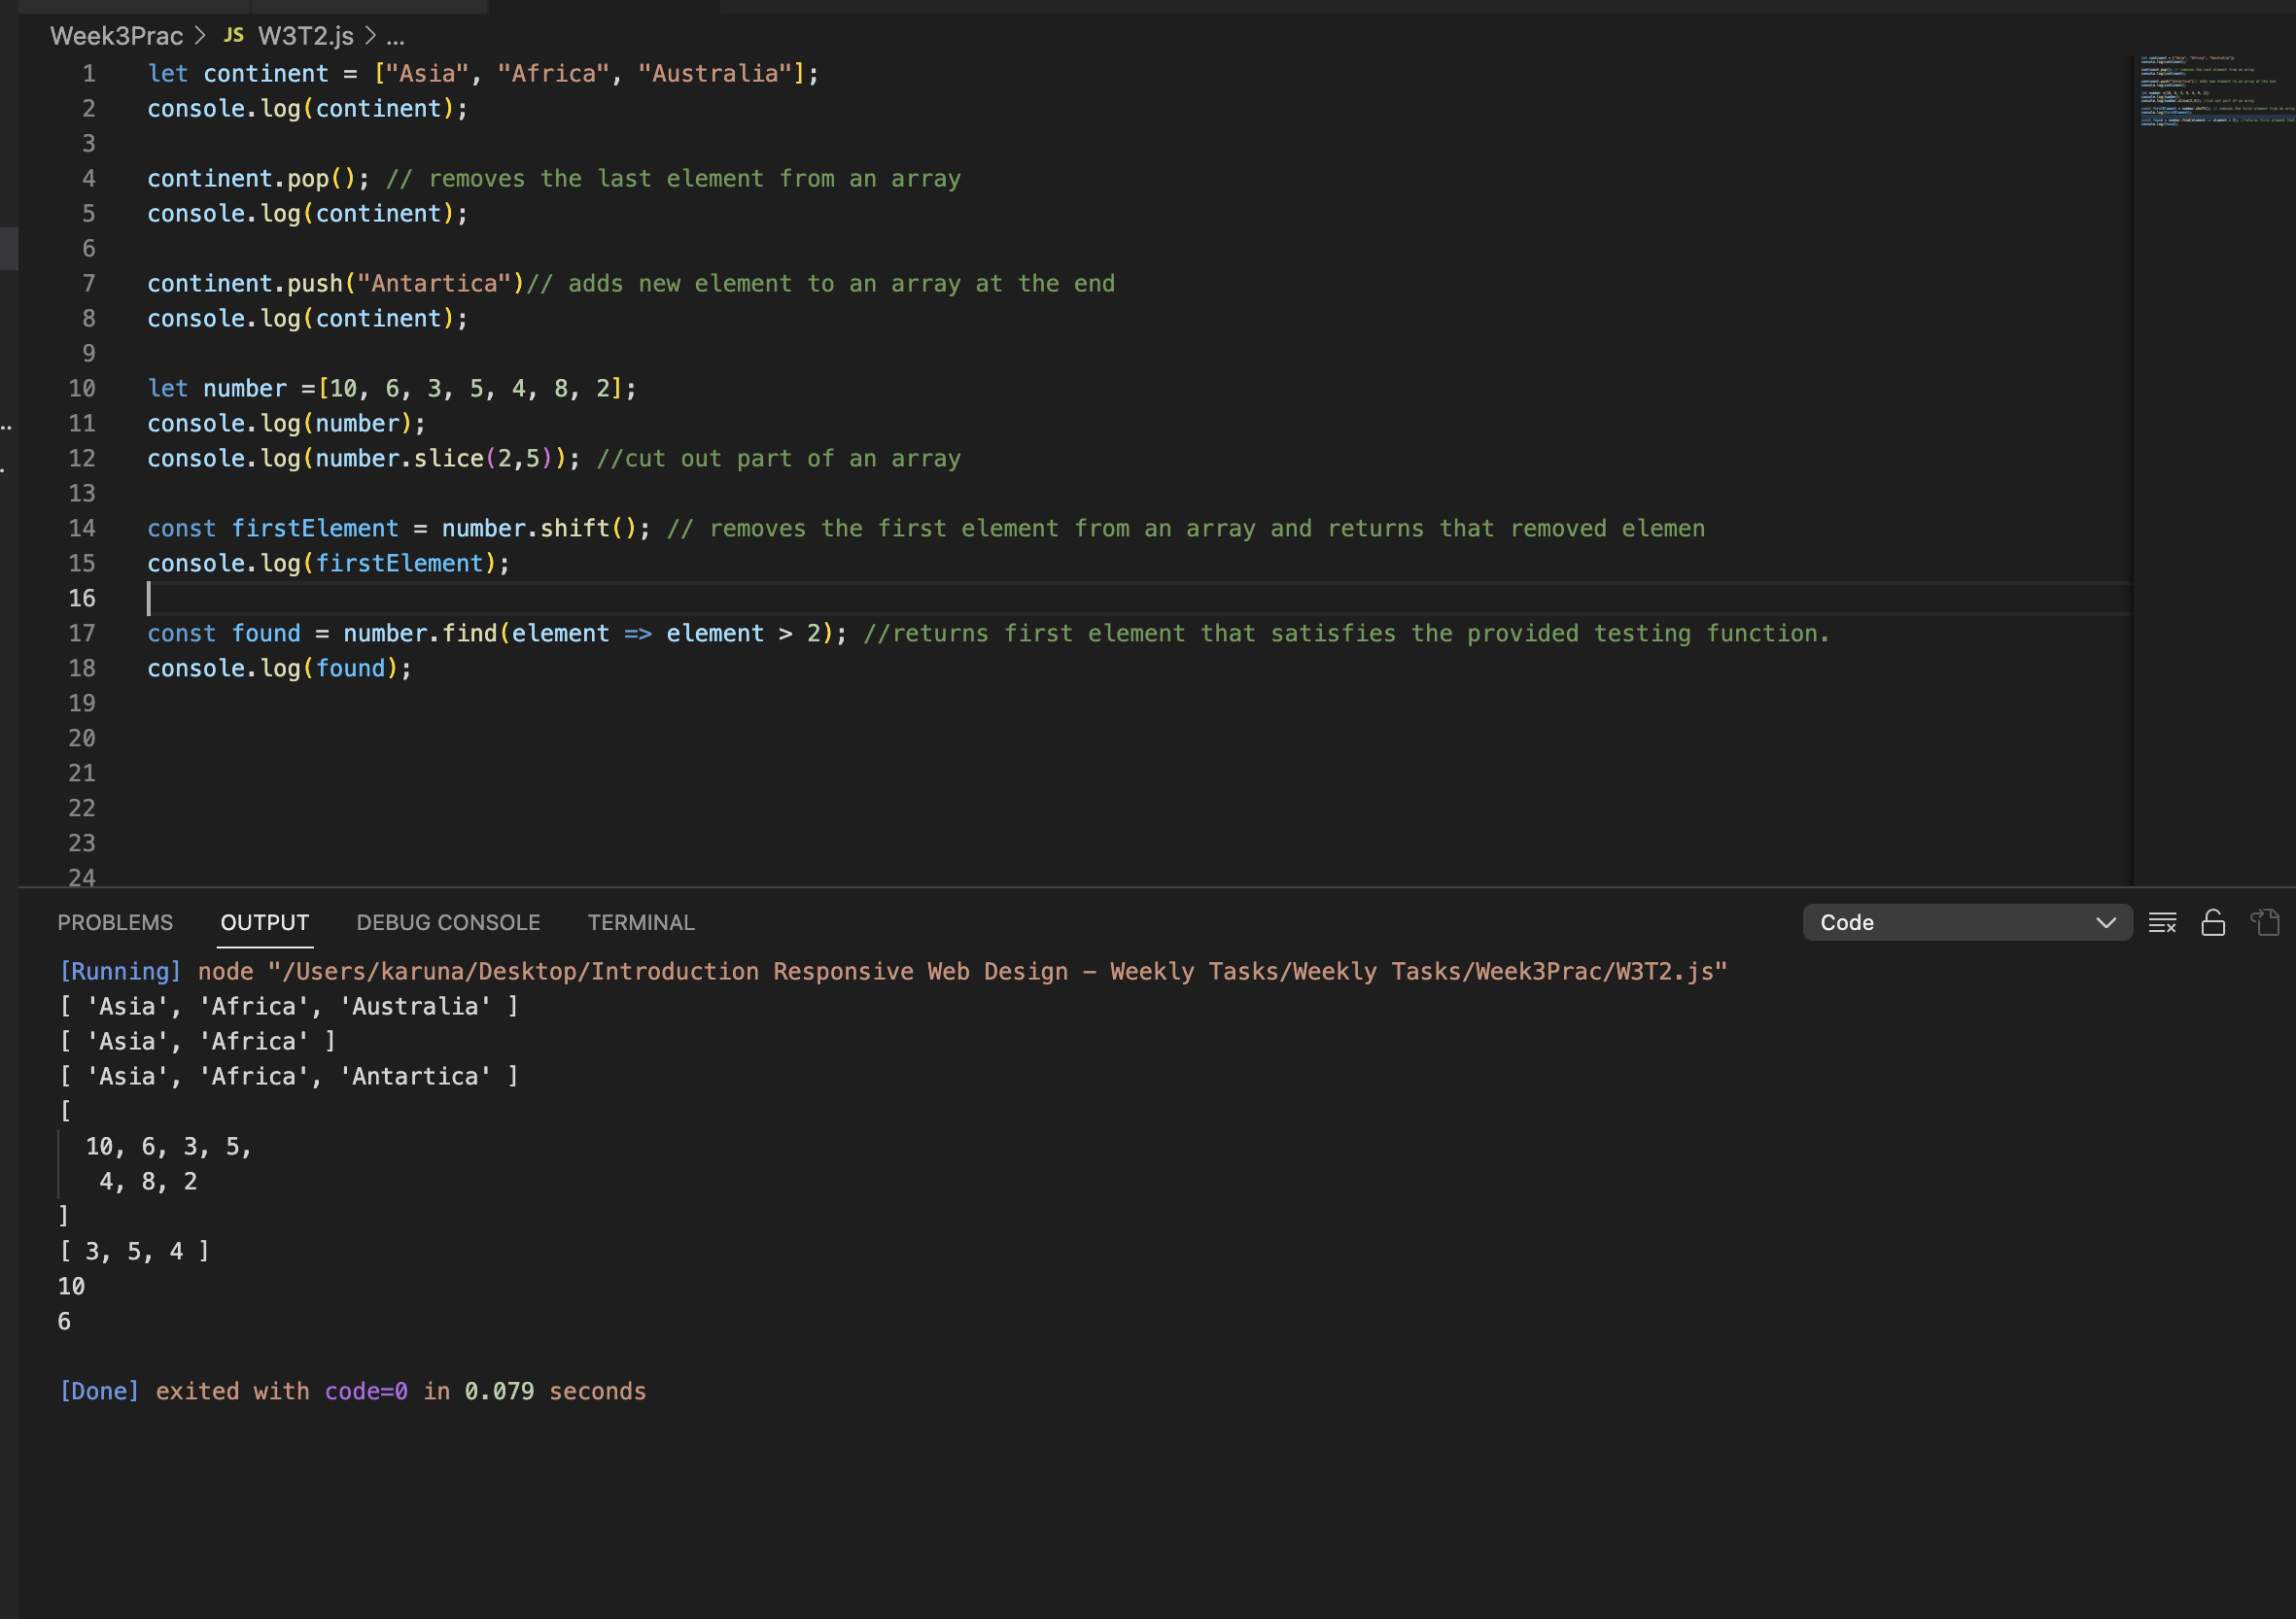 Week3Prac > JS W3T2.js > ...
1 let continent = ["Asia", "Africa", "Australia"];
2 console.log(continent);
3
4 continent.pop(); // removes the last element from an array
5 console.log(continent);
6
7 continent.push("Antartica")// adds new element to an array at the end
8 console.log(continent);
9
10 let number =[10, 6, 3, 5, 4, 8, 2];
11 console.log(number);
12 console.log(number.slice(2,5)); //cut out part of an array
13
14 const firstElement = number.shift(); // removes the first element from an array and returns that removed elemen
15 console.log(firstElement);
16
17 const found = number.find(element => element > 2); //returns first element that satisfies the provided testing function.
18 console.log(found);
19
20
21
22
23
24
PROBLEMS OUTPUT DEBUG CONSOLE TERMINAL Code
[Running] node "/Users/karuna/Desktop/Introduction Responsive Web Design – Weekly Tasks/Weekly Tasks/Week3Prac/W3T2.js"
[ 'Asia', 'Africa', 'Australia' ]
[ 'Asia', 'Africa' ]
[ 'Asia', 'Africa', 'Antartica' ]
[
10, 6, 3, 5,
4, 8, 2
]
[ 3, 5, 4 ]
10
6
[Done] exited with code=0 in 0.079 seconds